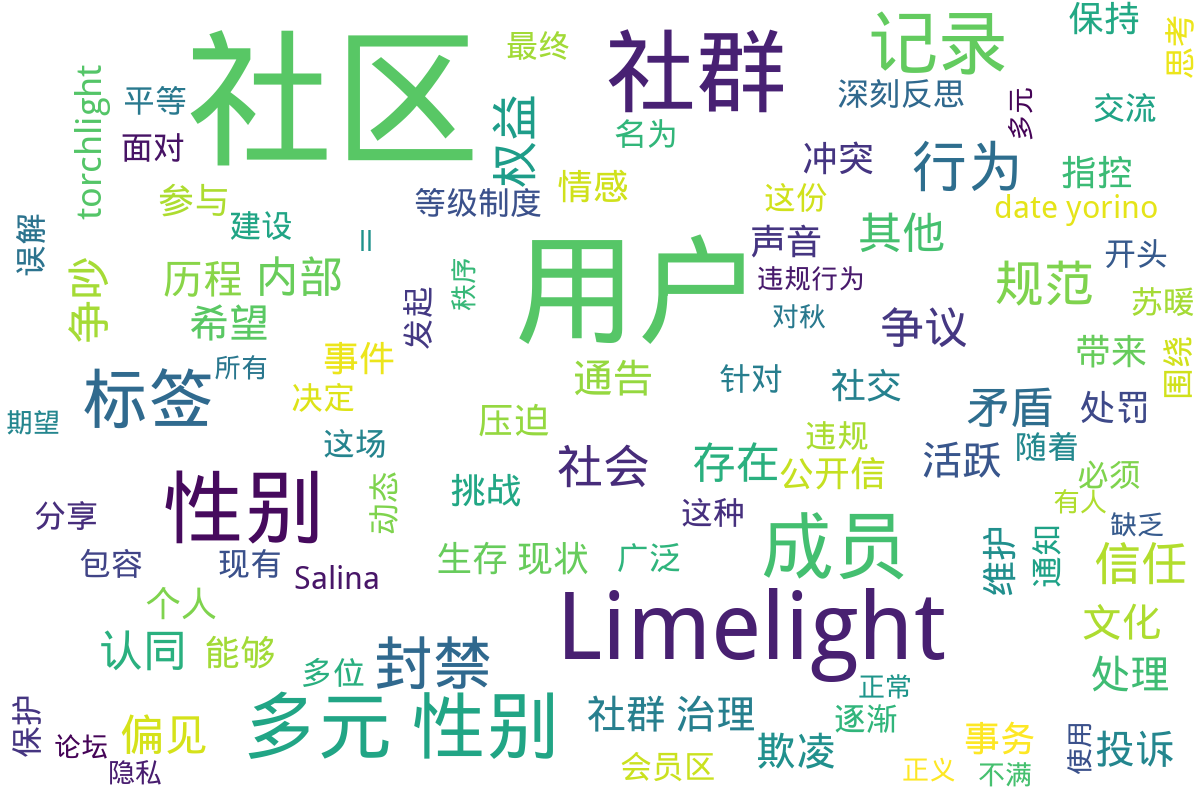 社区
用户
社群
记录
保持
思考
最终
torchlight
平等
面对
权益
名为
深刻反思
多元
交流
冲突
行为
指控
参与
等级制度
情感
这份
date yorino
误解
建设
ll
声音
其他
开头
争吵
历程
内部
秩序
违规行为
规范
苏暖
希望
发起
对秋
争议
所有
事件
通告
针对
社交
带来
围绕
标签
决定
矛盾
处罚
期望
压迫
这场
违规
随着
性别
动态
挑战
社会
存在
公开信
活跃
必须
有人
分享
这种
缺乏
包容
现有
Salina
生存 现状
广泛
成员
维护
通知
信任
个人
Limelight
文化
认同
能够
多位
封禁
正常
处理
保护
论坛
偏见
隐私
多元 性别
社群 治理
逐渐
欺凌
会员区
正义
事务
不满
使用
投诉